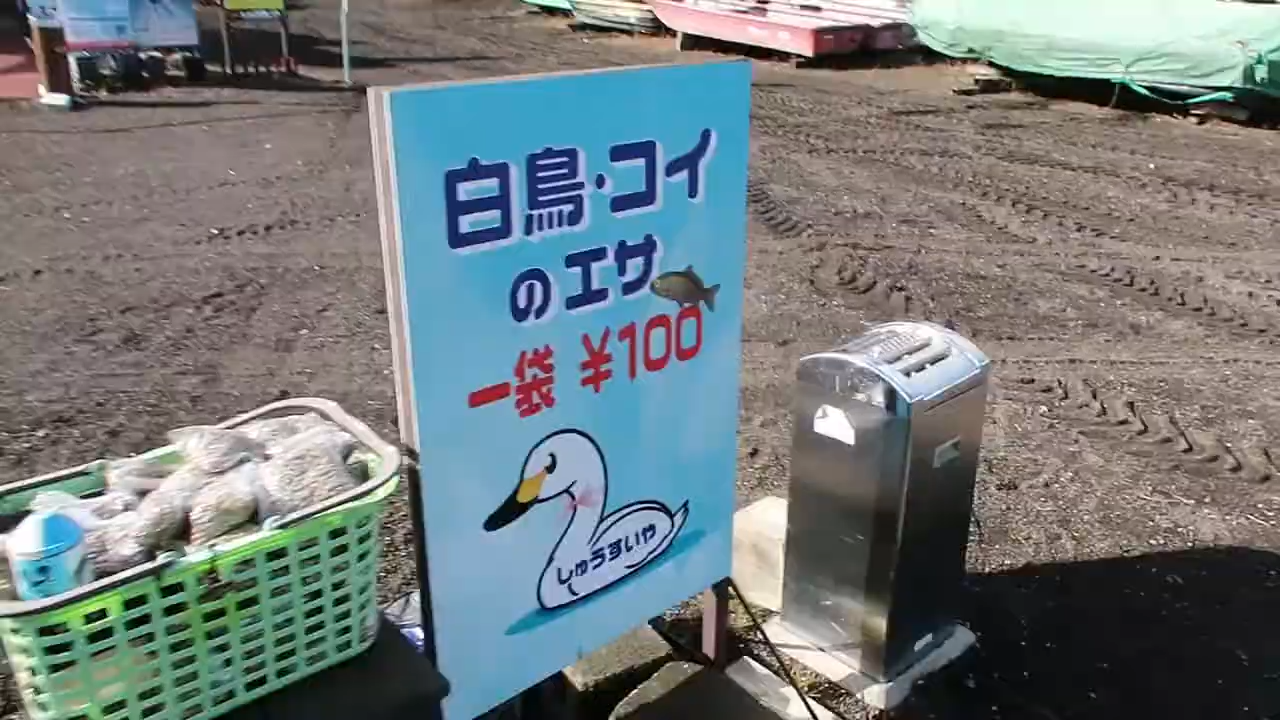 白鳥・コイ
のエサ
一袋 ¥100
しゅうすいや